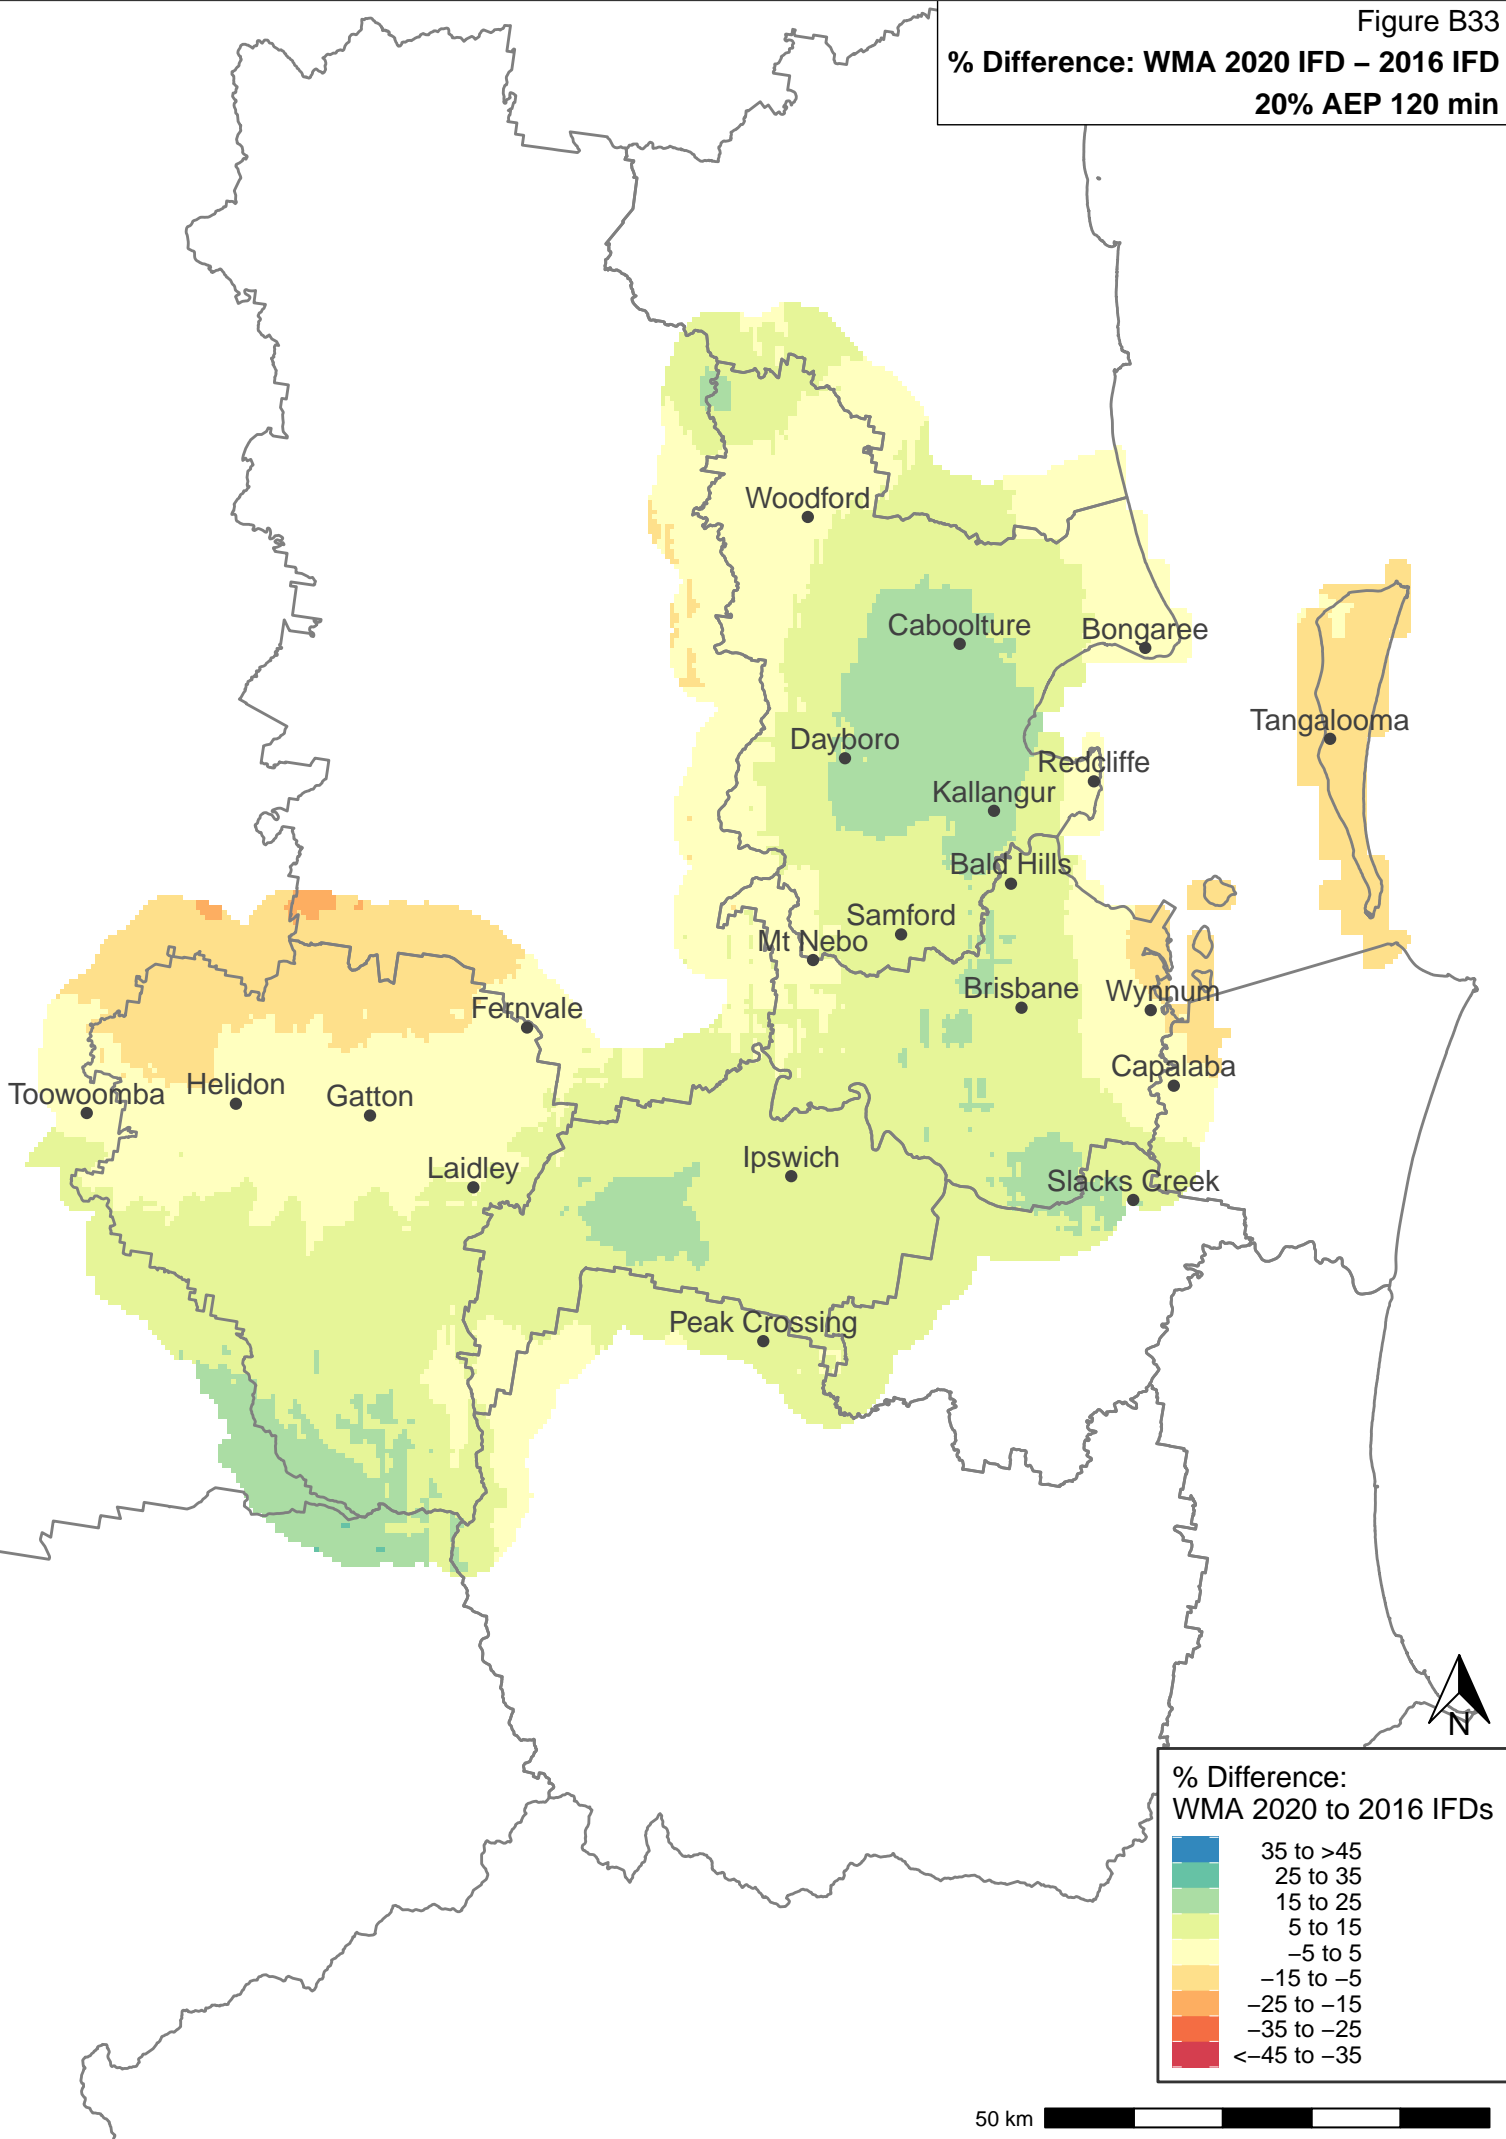 Figure B33
% Difference: WMA 2020 IFD – 2016 IFD
20% AEP 120 min
Woodford
Caboolture
Bongaree
Tangalooma
Dayboro
Redcliffe
Kallangur
Bald Hills
Samford
Mt Nebo
Brisbane
Wynnum
Fernvale
Capalaba
Toowoomba
Helidon
Gatton
Ipswich
Laidley
Slacks Creek
Peak Crossing
N
% Difference:
WMA 2020 to 2016 IFDs
35 to >45
25 to 35
15 to 25
5 to 15
−5 to 5
−15 to −5
−25 to −15
−35 to −25
<−45 to −35
50 km